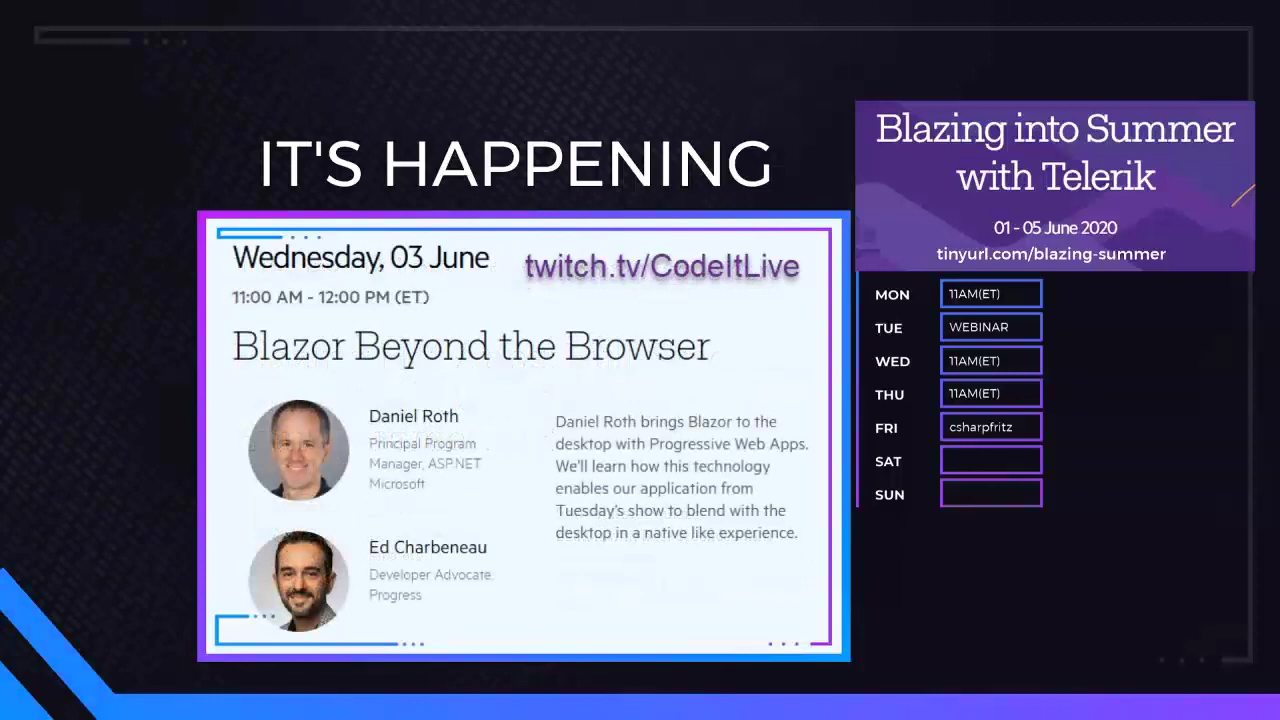 IT'S HAPPENING
Wednesday, 03 June
twitch.tv/CodeItLive
11:00 AM - 12:00 PM (ET)
Blazor Beyond the Browser
Daniel Roth
Principal Program
Manager, ASP.NET
Microsoft
Daniel Roth brings Blazor to the
desktop with Progressive Web Apps.
We'll learn how this technology
enables our application from
Tuesday's show to blend with the
desktop in a native like experience.
Ed Charbeneau
Developer Advocate,
Progress
Blazing into Summer
with Telerik
01 - 05 June 2020
tinyurl.com/blazing-summer
MON 11AM(ET)
TUE WEBINAR
WED 11AM(ET)
THU 11AM(ET)
FRI csharpfritz
SAT
SUN